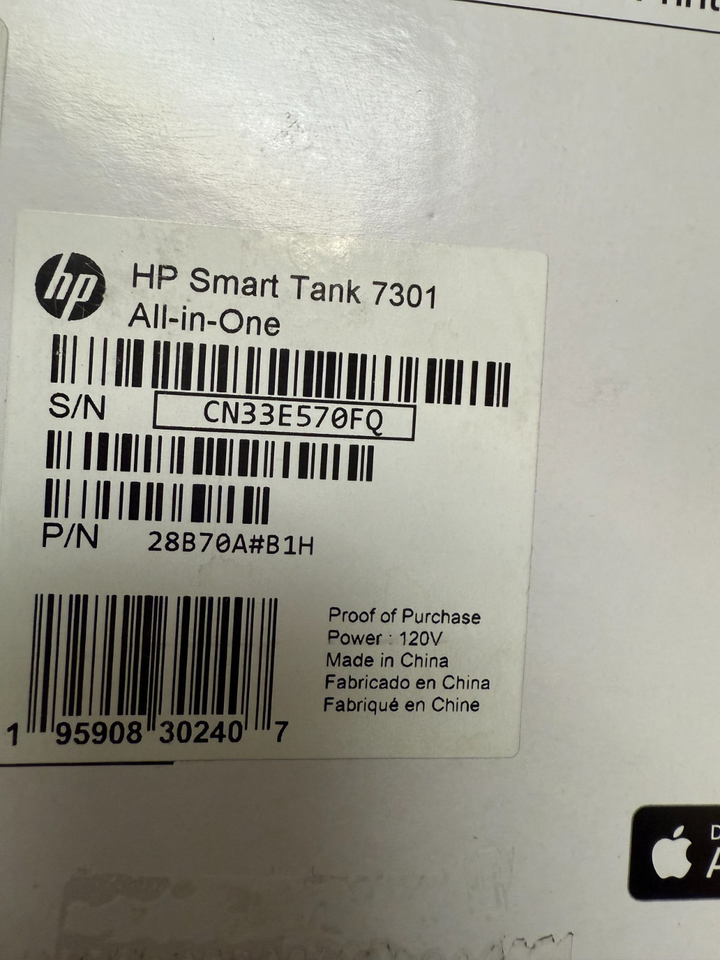 hp
HP Smart Tank 7301
All-in-One
S/N CN33E570FQ
P/N 28B70A#B1H
Proof of Purchase
Power : 120V
Made in China
Fabricado en China
Fabriqué en Chine
1 95908 30240 7